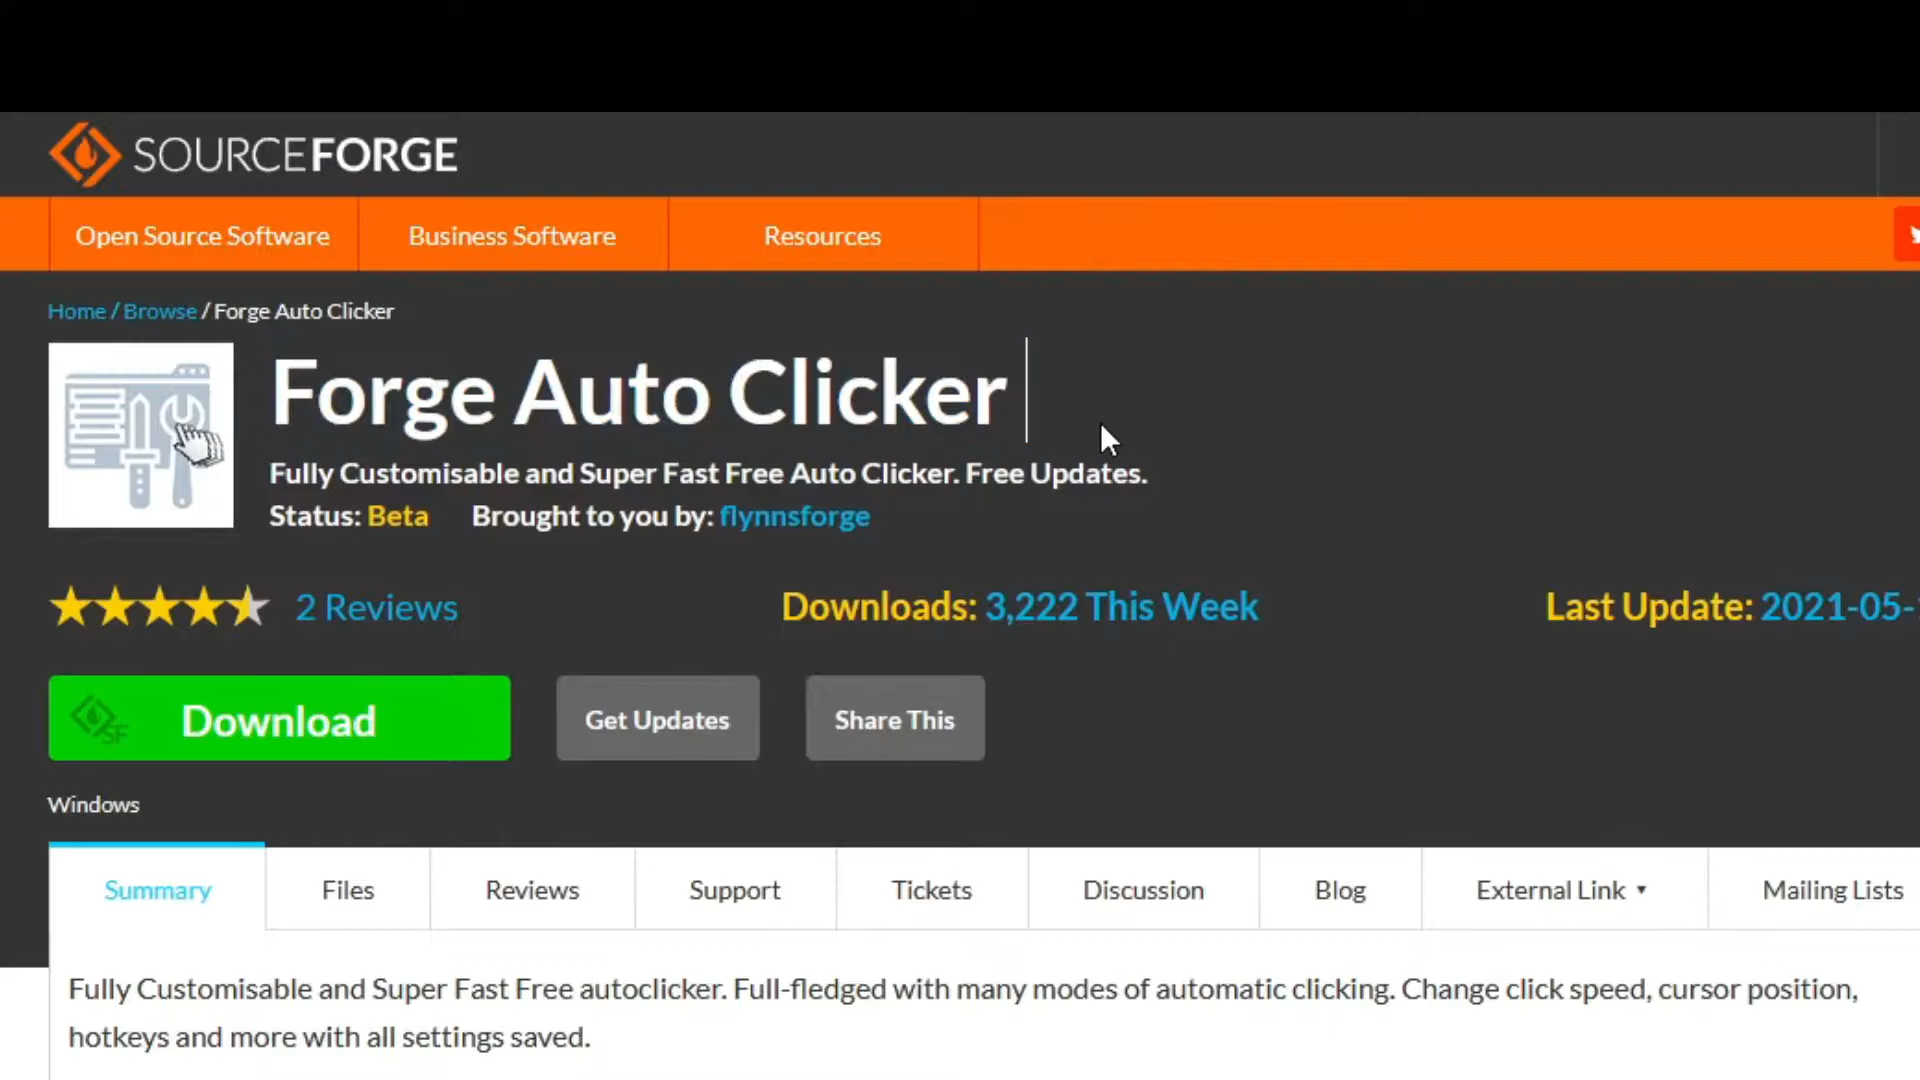 SOURCEFORGE
Open Source Software Business Software Resources
Home / Browse / Forge Auto Clicker
Forge Auto Clicker
Fully Customisable and Super Fast Free Auto Clicker. Free Updates.
Status: Beta Brought to you by: flynnsforge
2 Reviews Downloads: 3,222 This Week Last Update: 2021-05-
SF Download Get Updates Share This
Windows
Summary Files Reviews Support Tickets Discussion Blog External Link Mailing Lists
Fully Customisable and Super Fast Free autoclicker. Full-fledged with many modes of automatic clicking. Change click speed, cursor position,
hotkeys and more with all settings saved.